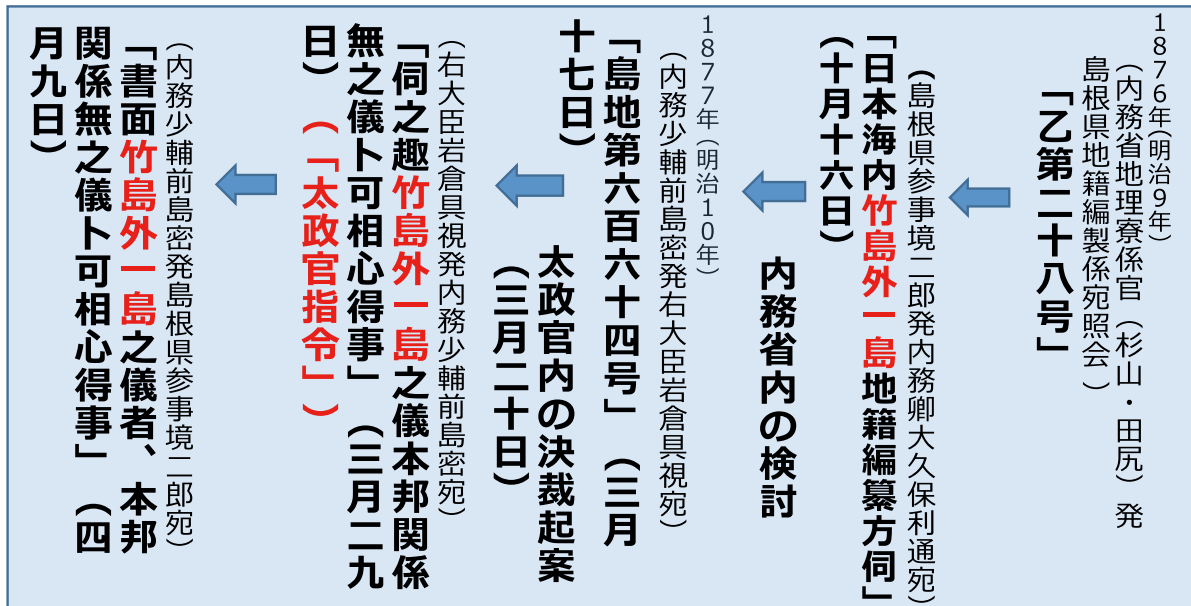 1876年(明治9年)
(内務省地理寮係官(杉山・田尻)発
島根県地籍編製係宛照会)
「乙第二十八号」
(島根県参事境二郎発内務卿大久保利通宛)
「日本海内竹島外一島地籍編纂方伺」
(十月十六日)
内務省内の検討
1877年(明治10年)
(内務少輔前島密発右大臣岩倉具視宛)
「島地第六百六十四号」(三月
十七日)
太政官内の決裁起案
(三月二十日)
(右大臣岩倉具視発内務少輔前島密宛)
「伺之趣竹島外一島之儀本邦関係
無之儀ト可相心得事」(三月二九
日)(「太政官指令」)
(内務少輔前島密発島根県参事境二郎宛)
「書面竹島外一島之儀者、本邦
関係無之儀ト可相心得事」(四
月九日)